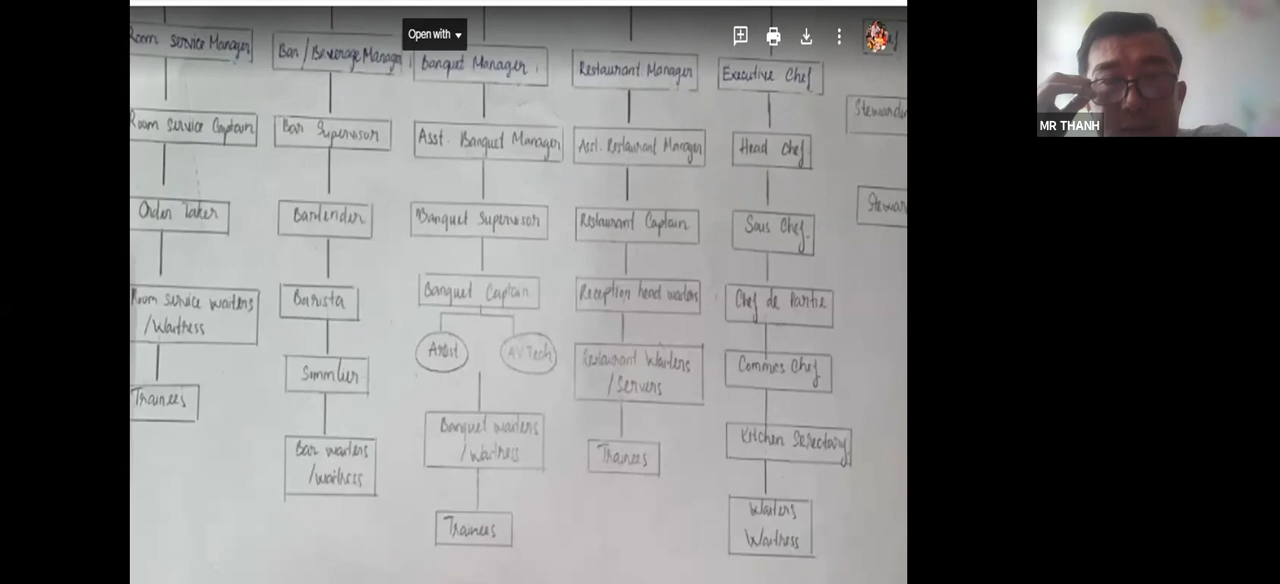 Open with
MR THANH
Room Service Manager
Room Service Captain
Order Taker
Room Service waiters
/Waitress
Trainees
Bar / Beverage Manager
Bar Supervisor
Bartender
Barista
Simmlier
Bar waiters
/waitress
Banquet Manager
Asst. Banquet Manager
Banquet Supervisor
Banquet Captain
Artist
AV Tech
Banquet waiters
/Waitress
Trainees
Restaurant Manager
Asst. Restaurant Manager
Restaurant Captain
Reception head waiters
Restaurant Waiters
/Servers
Trainees
Executive Chef
Head Chef
Sous Chef
Chef de Partie
Commis Chef
Kitchen Secretary
Waiters
Waitress